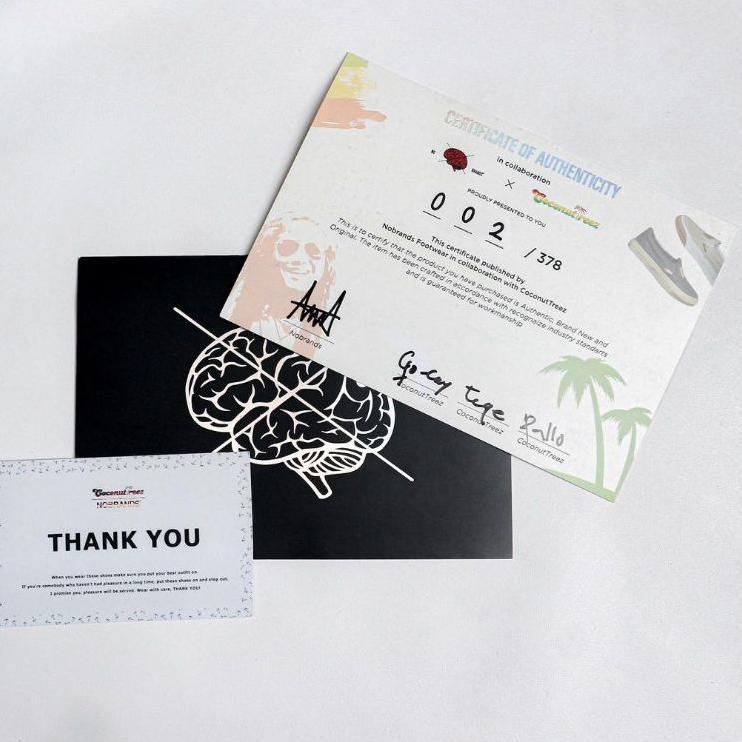 CERTIFICATE OF AUTHENTICITY
in collaboration
X
CoconutTreez
PROUDLY PRESENTED TO YOU
002 / 378
This certificate published by
Nobrands Footwear in collaboration with CoconutTreez
This is to certify that the product you have purchased is Authentic, Brand New and
Original. The item has been crafted in accordance with recognize industry standarts
and is guaranteed for workmanship
Nobrands
CoconutTreez
CoconutTreez
CoconutTreez
CoconutTreez
NOBRANDS
THANK YOU
When you wear these shoes make sure you put your best outfit on.
If you're somebody who haven't had pleasure in a long time, put these shoes on and step out.
I promise you, pleasure will be served. Wear with care, THANK YOU!